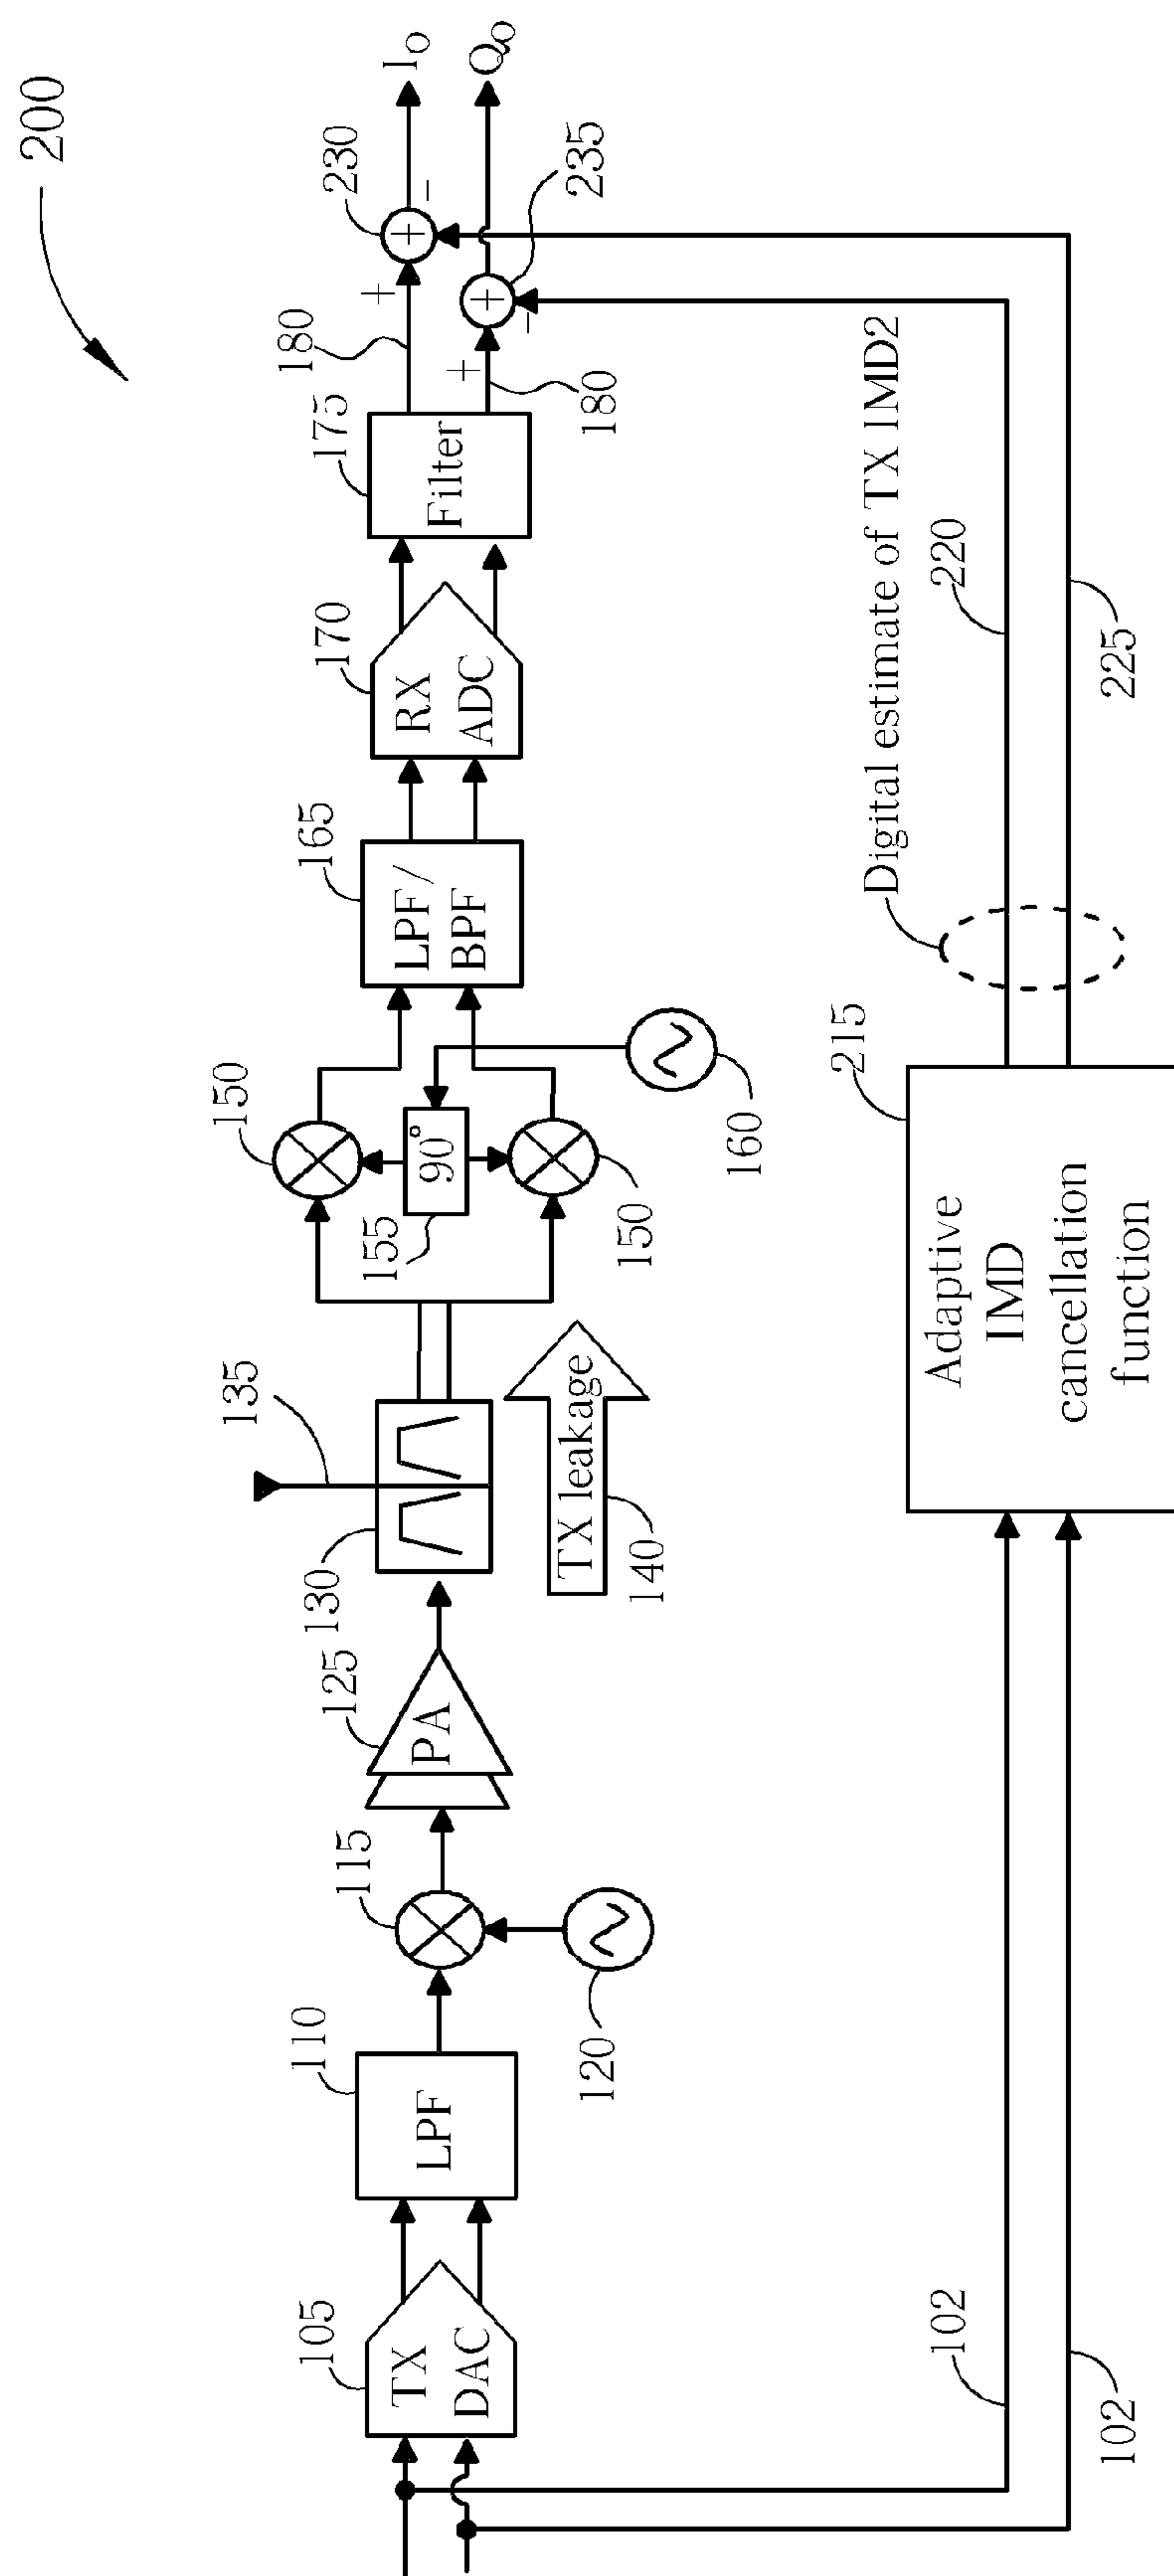 200
TX
DAC
105
LPF
110
115
120
PA
125
130
135
TX leakage
140
150
90°
155
150
160
LPF/
BPF
165
RX
ADC
170
Filter
175
180
180
+
+
+
230
-
+
235
-
I₀
Q₀
102
102
Adaptive
IMD
cancellation
function
215
Digital estimate of TX IMD2
220
225